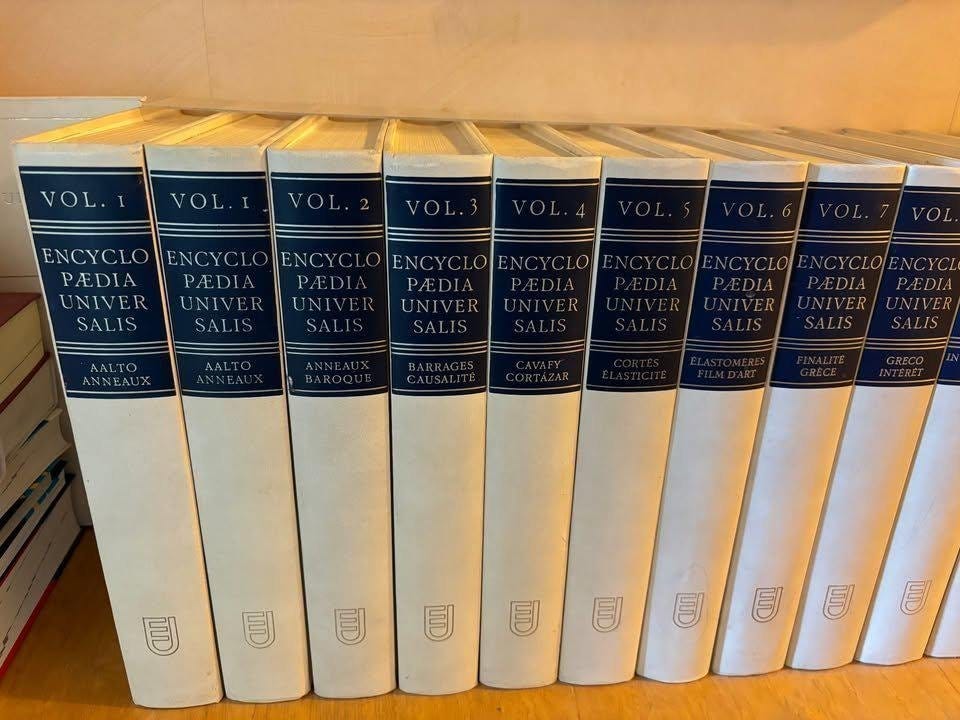 VOL. 1
ENCYCLO
PÆDIA
UNIVER
SALIS
AALTO
ANNEAUX
VOL. 1
ENCYCLO
PÆDIA
UNIVER
SALIS
AALTO
ANNEAUX
VOL. 2
ENCYCLO
PÆDIA
UNIVER
SALIS
ANNEAUX
BAROQUE
VOL. 3
ENCYCLO
PÆDIA
UNIVER
SALIS
BARRAGES
CAUSALITÉ
VOL. 4
ENCYCLO
PÆDIA
UNIVER
SALIS
CAVAFY
CORTÁZAR
VOL. 5
ENCYCLO
PÆDIA
UNIVER
SALIS
CORTÉS
ÉLASTICITÉ
VOL. 6
ENCYCLO
PÆDIA
UNIVER
SALIS
ÉLASTOMÈRES
FILM D'ART
VOL. 7
ENCYCLO
PÆDIA
UNIVER
SALIS
FINALITÉ
GRÈCE
VOL.
ENCYCLO
PÆDIA
UNIVER
SALIS
GRECO
INTÉRÊT
IN